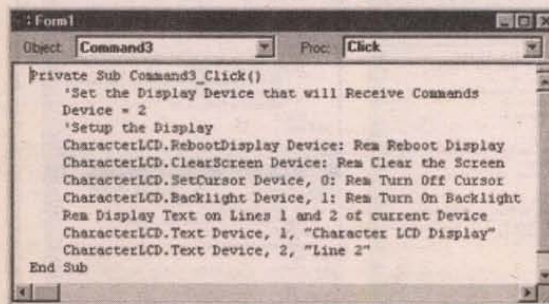 Form1
Object: Command3 Proc: Click
Private Sub Command3_Click()
'Set the Display Device that will Receive Commands
Device = 2
'Setup the Display
CharacterLCD.RebootDisplay Device: Rem Reboot Display
CharacterLCD.ClearScreen Device: Rem Clear the Screen
CharacterLCD.SetCursor Device, 0: Rem Turn Off Cursor
CharacterLCD.Backlight Device, 1: Rem Turn On Backlight
Rem Display Text on Lines 1 and 2 of current Device
CharacterLCD.Text Device, 1, "Character LCD Display"
CharacterLCD.Text Device, 2, "Line 2"
End Sub